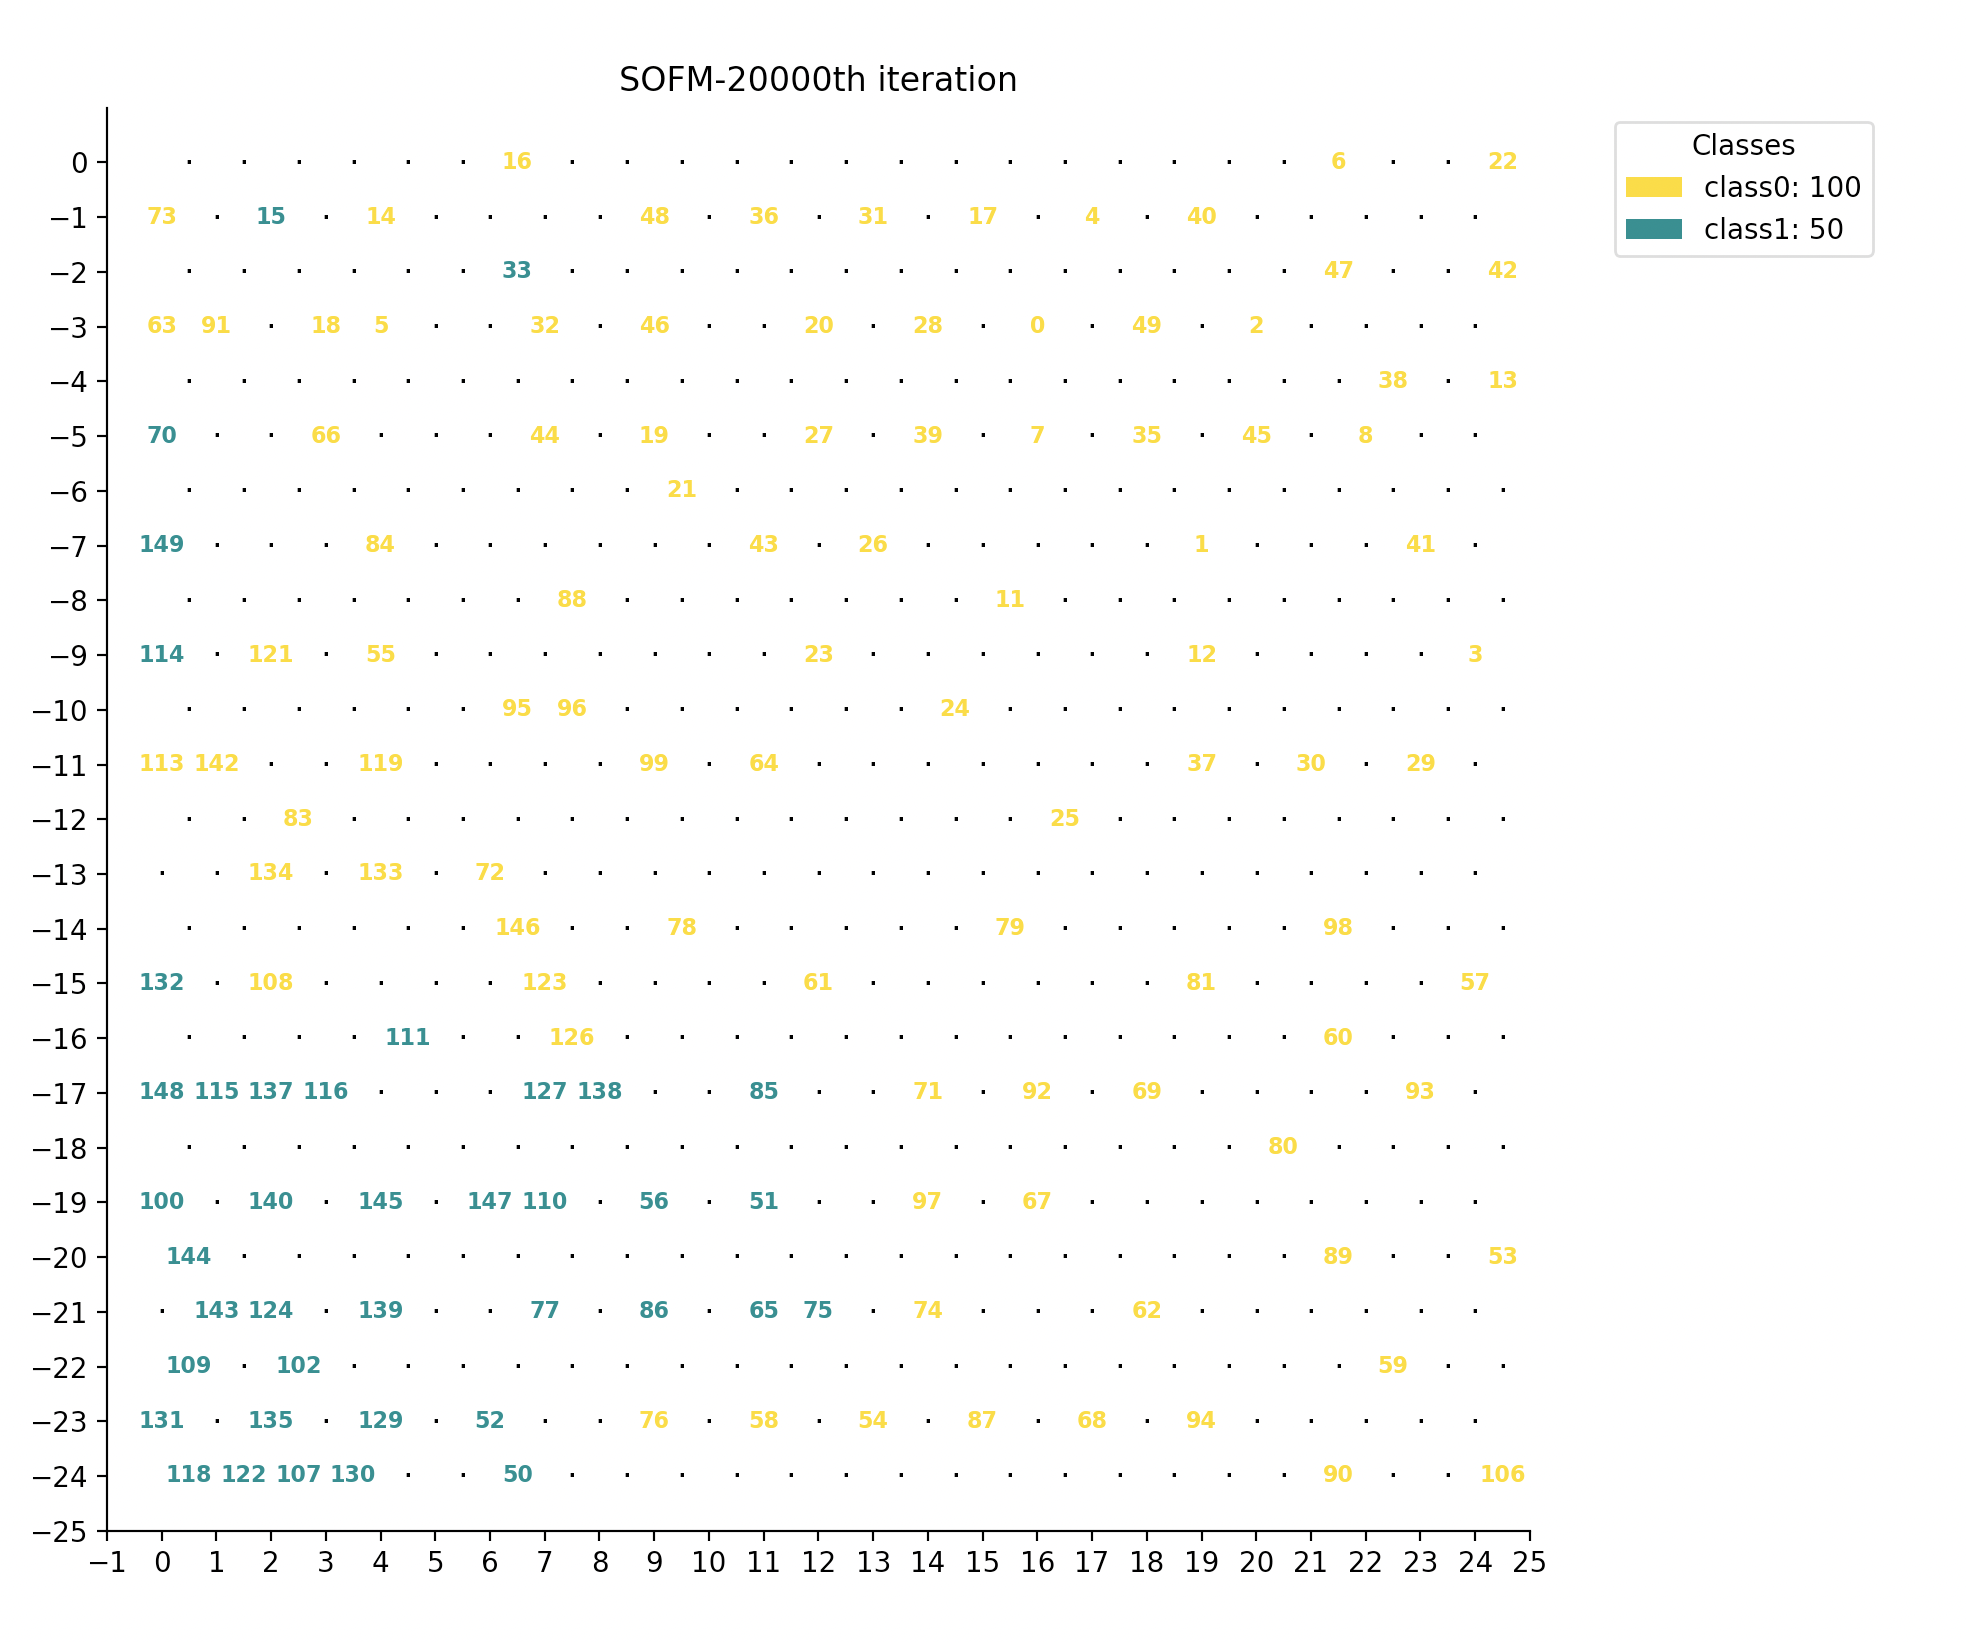 SOFM-20000th iteration
Classes
class0: 100
class1: 50
0 16 6 22
−1 73 15 14 48 36 31 17 4 40
−2 33 47 42
−3 63 91 18 5 32 46 20 28 0 49 2
−4 38 13
−5 70 66 44 19 27 39 7 35 45 8
−6 21
−7 149 84 43 26 1 41
−8 88 11
−9 114 121 55 23 12 3
−10 95 96 24
−11 113 142 119 99 64 37 30 29
−12 83 25
−13 134 133 72
−14 146 78 79 98
−15 132 108 123 61 81 57
−16 111 126 60
−17 148 115 137 116 127 138 85 71 92 69 93
−18 80
−19 100 140 145 147 110 56 51 97 67
−20 144 89 53
−21 143 124 139 77 86 65 75 74 62
−22 109 102 59
−23 131 135 129 52 76 58 54 87 68 94
−24 118 122 107 130 50 90 106
−25
−1 0 1 2 3 4 5 6 7 8 9 10 11 12 13 14 15 16 17 18 19 20 21 22 23 24 25